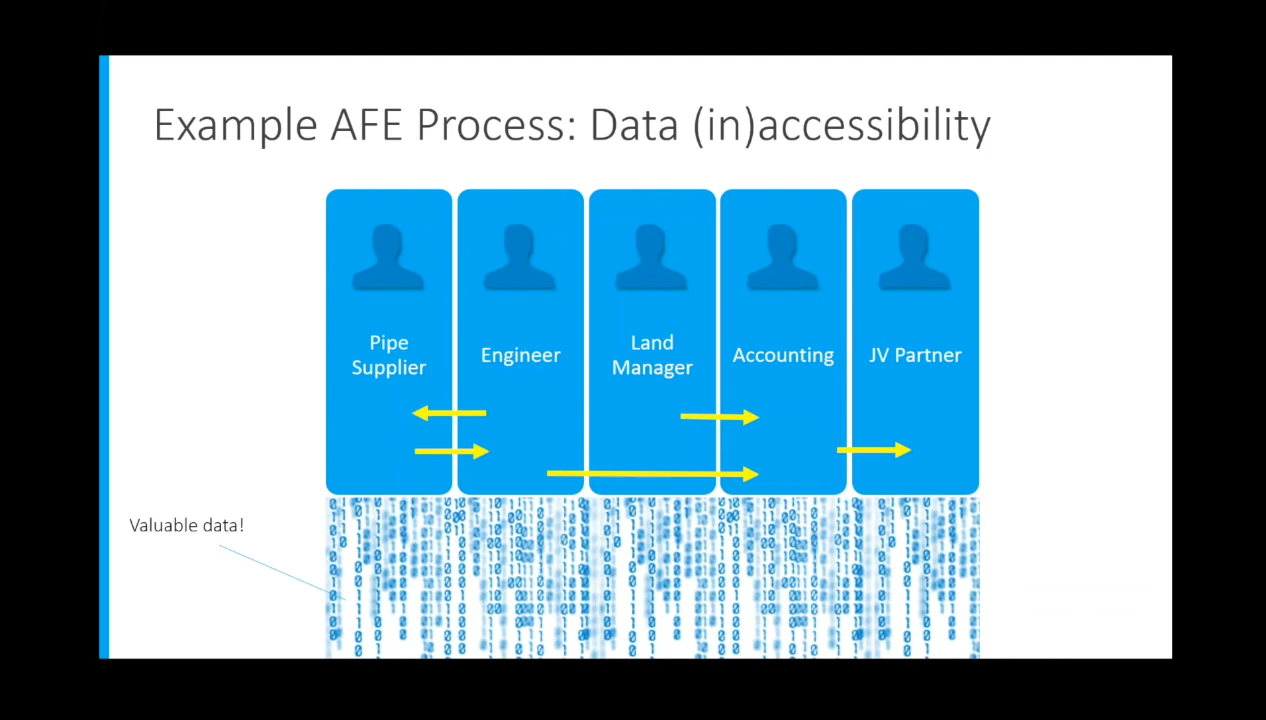 Example AFE Process: Data (in)accessibility
Pipe
Supplier
Engineer
Land
Manager
Accounting
JV Partner
Valuable data!